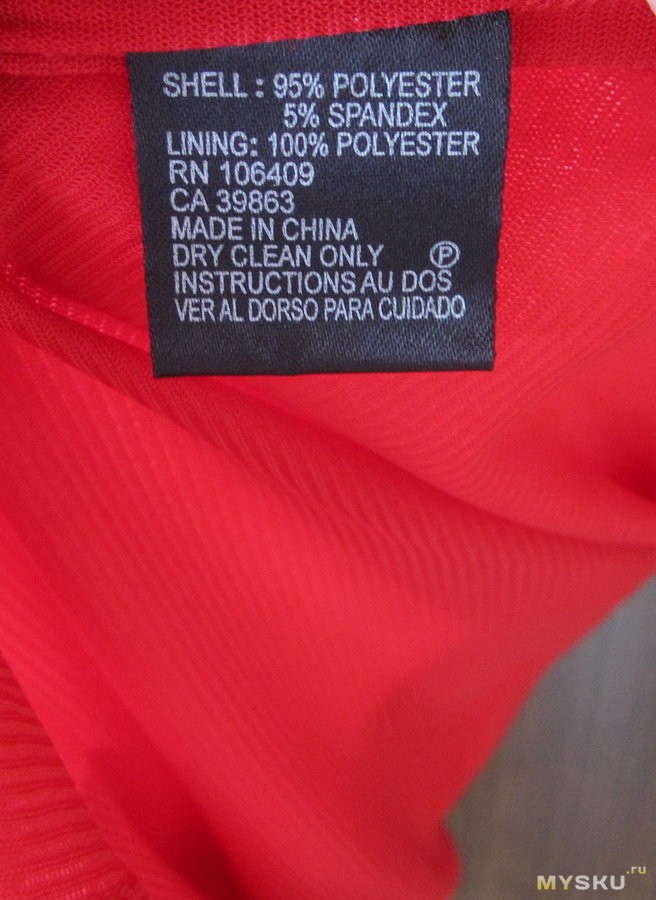 SHELL : 95% POLYESTER
5% SPANDEX
LINING: 100% POLYESTER
RN 106409
CA 39863
MADE IN CHINA
DRY CLEAN ONLY Ⓟ
INSTRUCTIONS AU DOS
VER AL DORSO PARA CUIDADO
MYSKU.ru